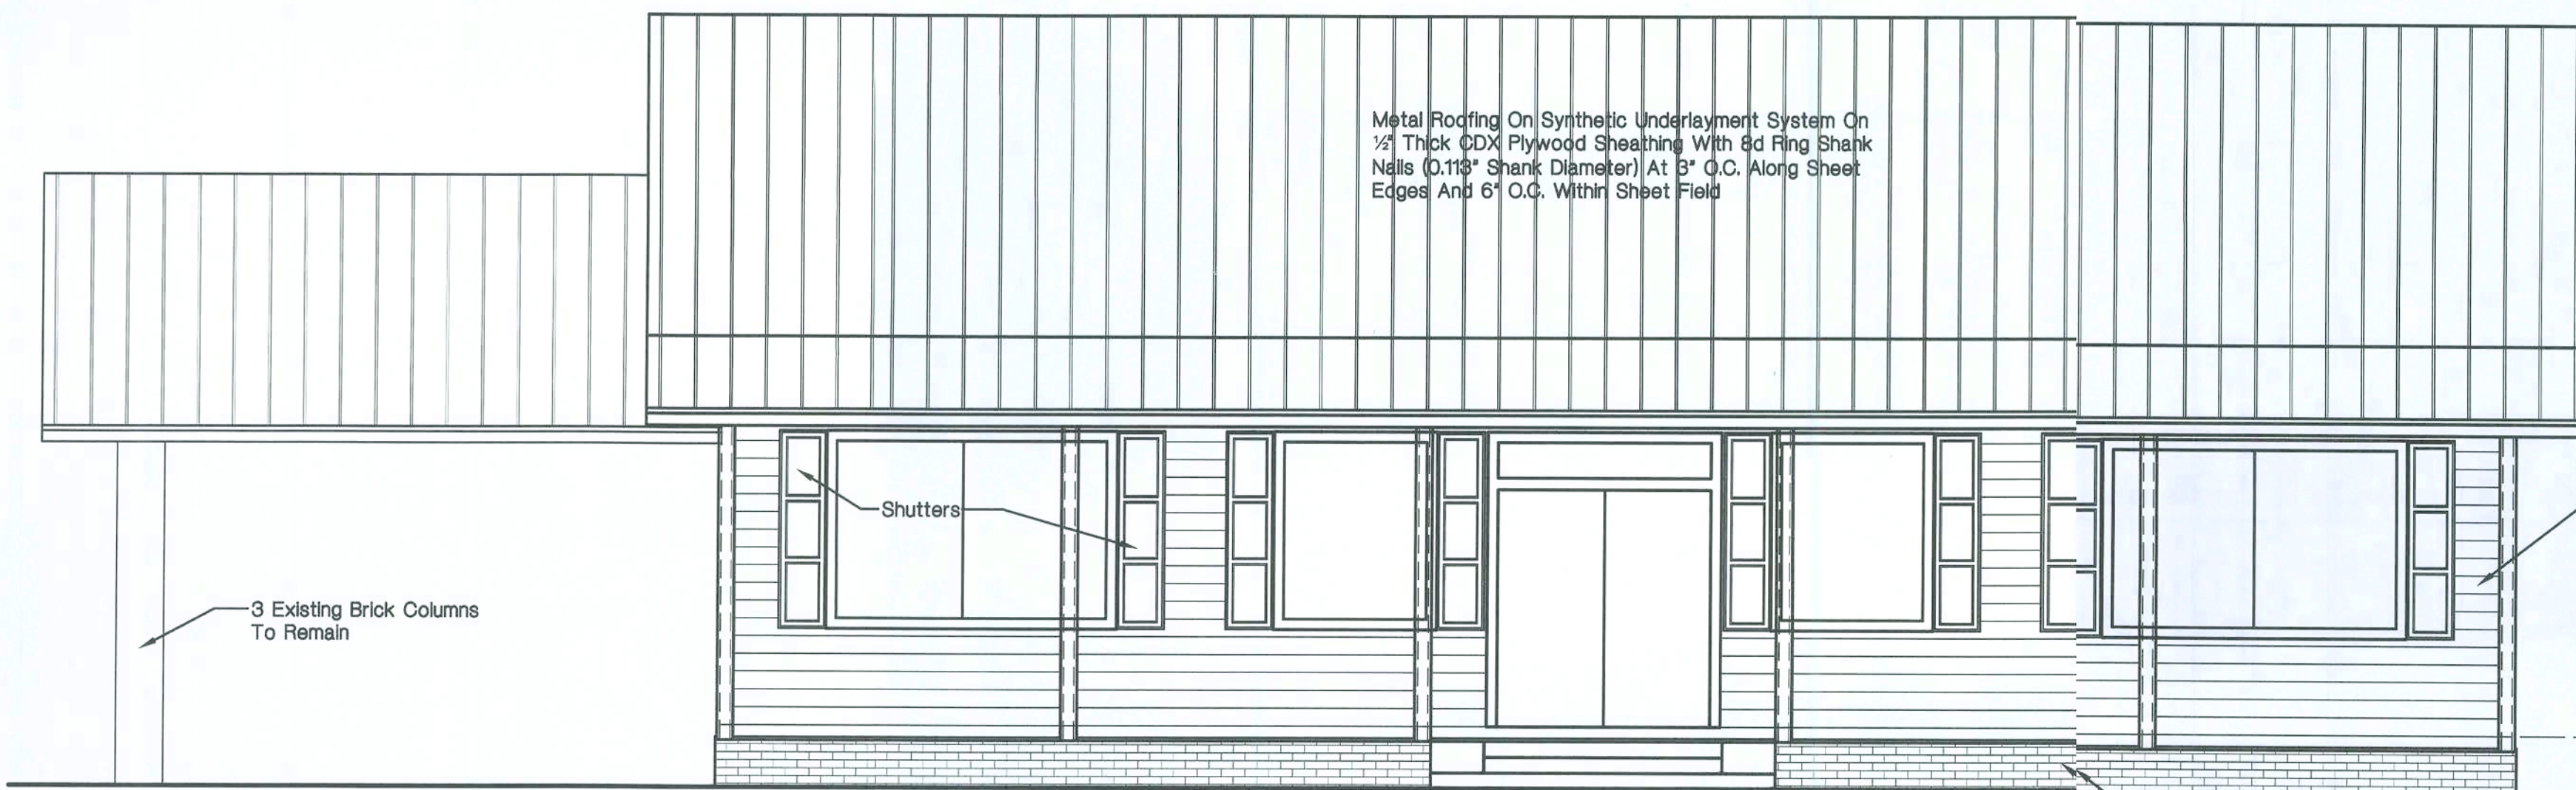 Metal Roofing On Synthetic Underlayment System On
½" Thick CDX Plywood Sheathing With 8d Ring Shank
Nails (0.113" Shank Diameter) At 3" O.C. Along Sheet
Edges And 6" O.C. Within Sheet Field
Shutters
3 Existing Brick Columns
To Remain